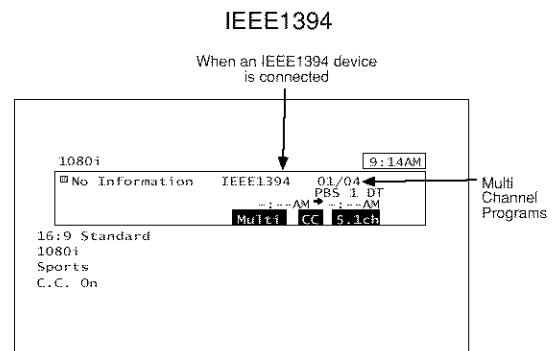 IEEE1394
When an IEEE1394 device
is connected
1080i
9:14AM
No Information IEEE1394 01/04
PBS 1 DT
-:--AM → -:--AM
Multi CC 5.1ch
Multi
Channel
Programs
16:9 Standard
1080i
Sports
C.C. On